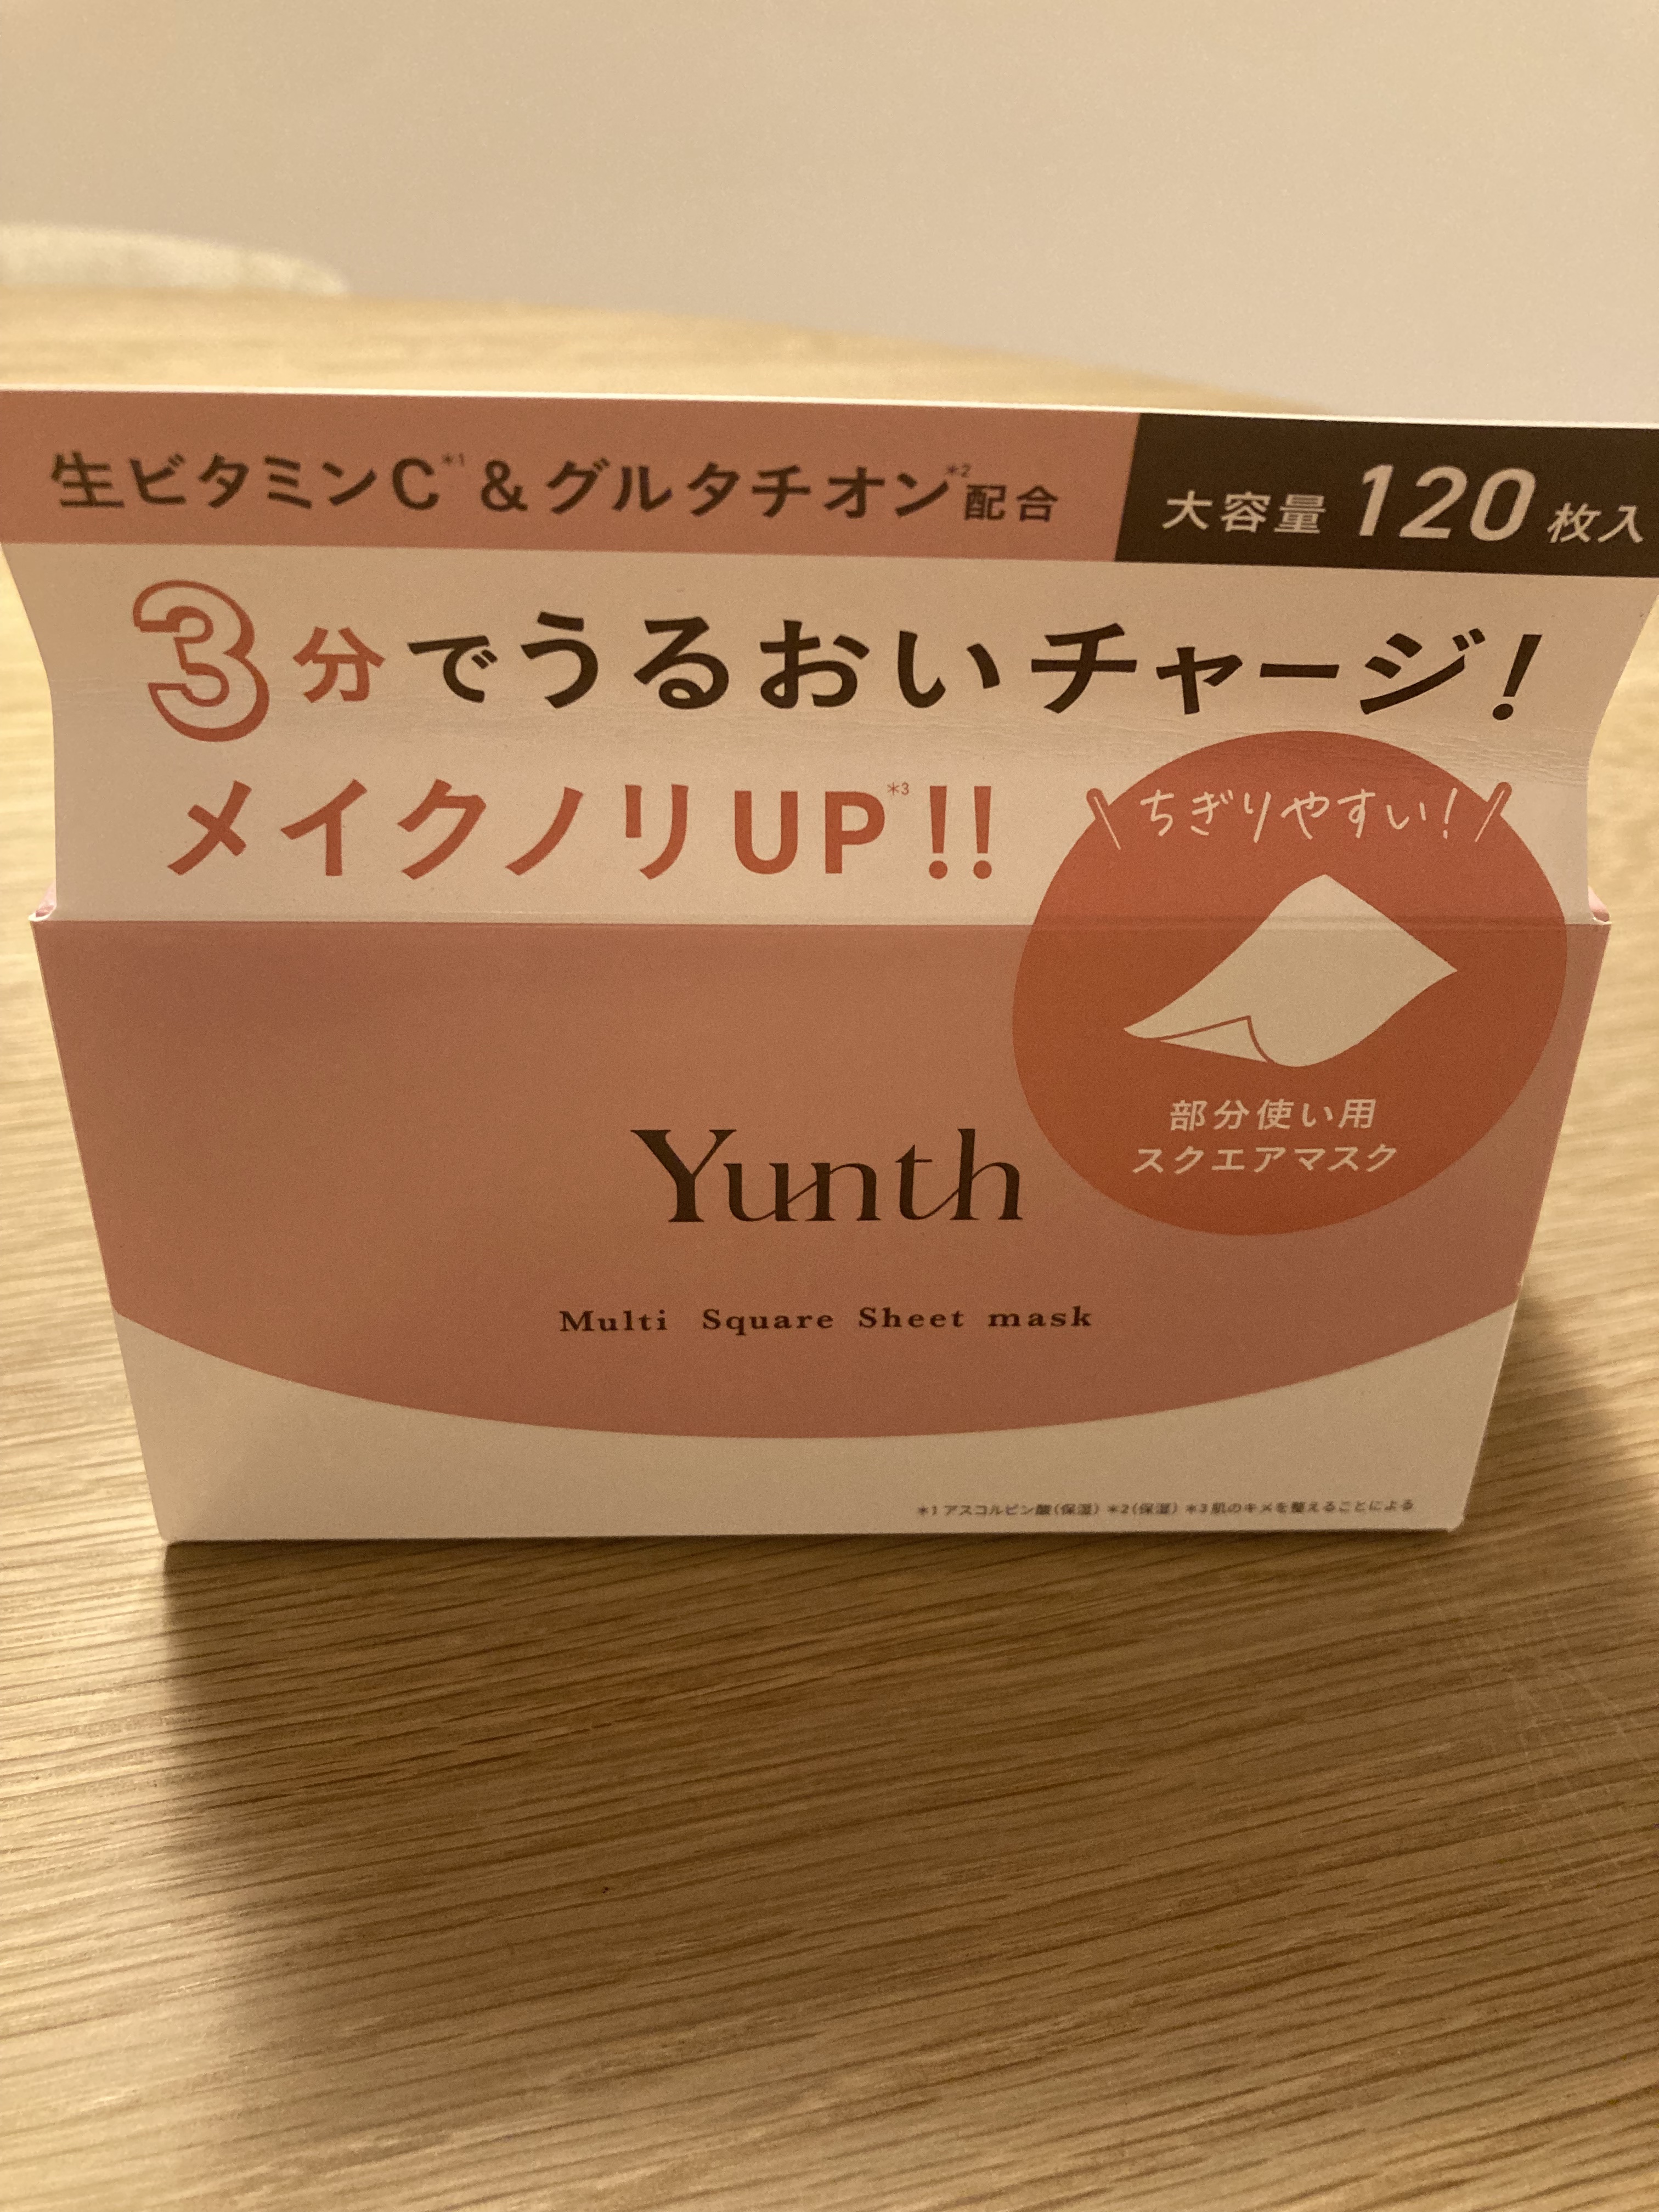 生ビタミンC*1&グルタチオン*2配合
大容量120枚入
3分でうるおいチャージ!
メイクノリUP*3!!
\ちぎりやすい!/
部分使い用
スクエアマスク
Yunth
Multi Square Sheet mask
*1アスコルビン酸(保湿) *2(保湿) *3肌のキメを整えることによる